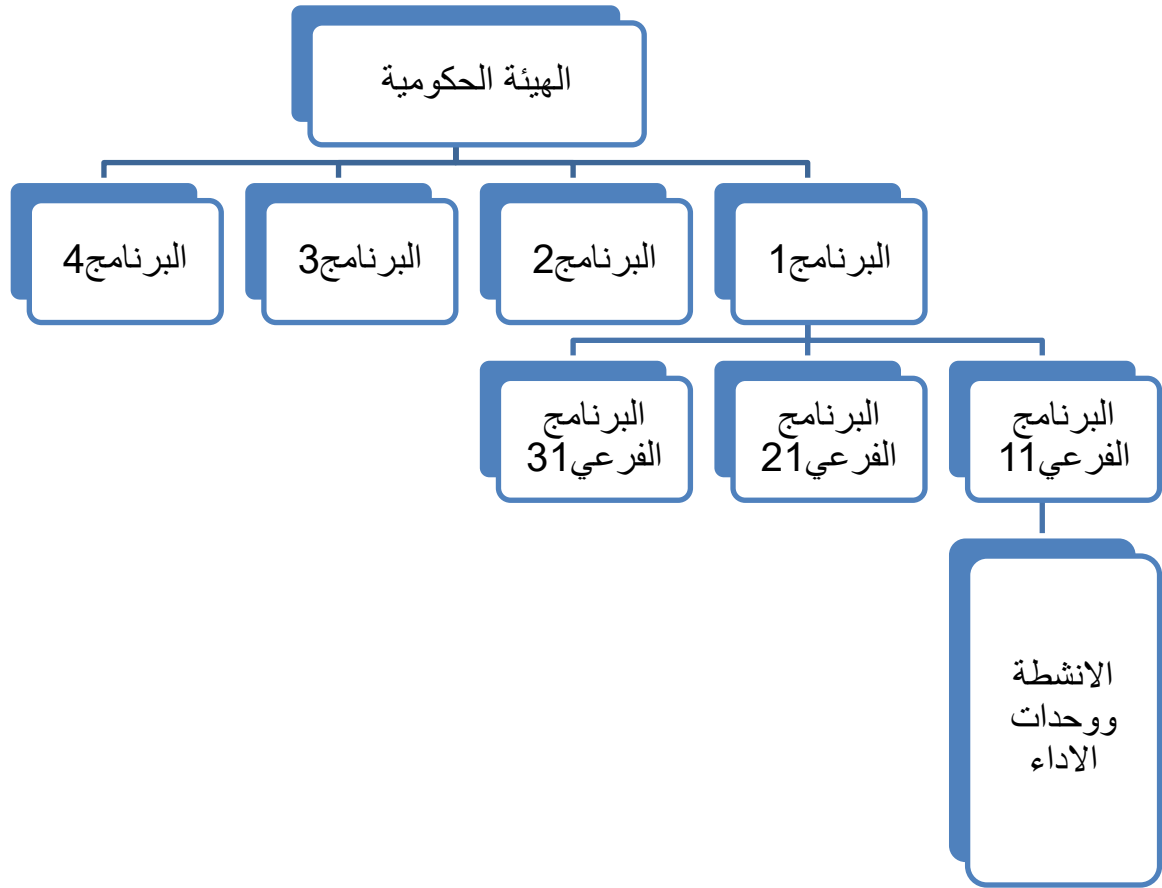 الهيئة الحكومية
البرنامج1
البرنامج2
البرنامج3
البرنامج4
البرنامج
الفرعي11
البرنامج
الفرعي21
البرنامج
الفرعي31
الانشطة
ووحدات
الاداء